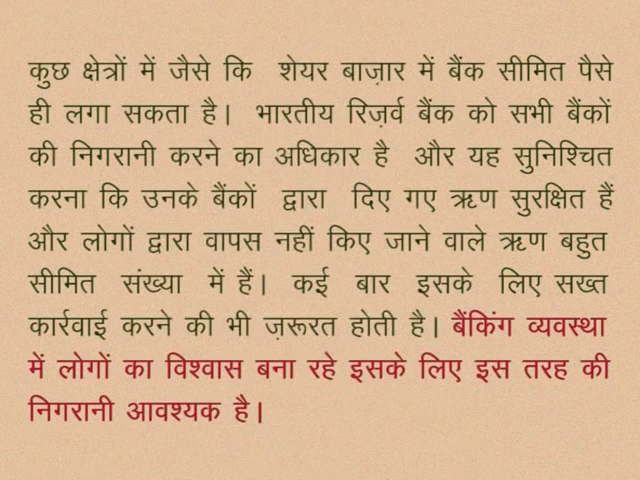 कुछ क्षेत्रों में जैसे कि शेयर बाज़ार में बैंक सीमित पैसे
ही लगा सकता है। भारतीय रिज़र्व बैंक को सभी बैंकों
की निगरानी करने का अधिकार है और यह सुनिश्चित
करना कि उनके बैंकों द्वारा दिए गए ऋण सुरक्षित हैं
और लोगों द्वारा वापस नहीं किए जाने वाले ऋण बहुत
सीमित संख्या में हैं। कई बार इसके लिए सख्त
कार्रवाई करने की भी ज़रूरत होती है। बैंकिंग व्यवस्था
में लोगों का विश्वास बना रहे इसके लिए इस तरह की
निगरानी आवश्यक है।